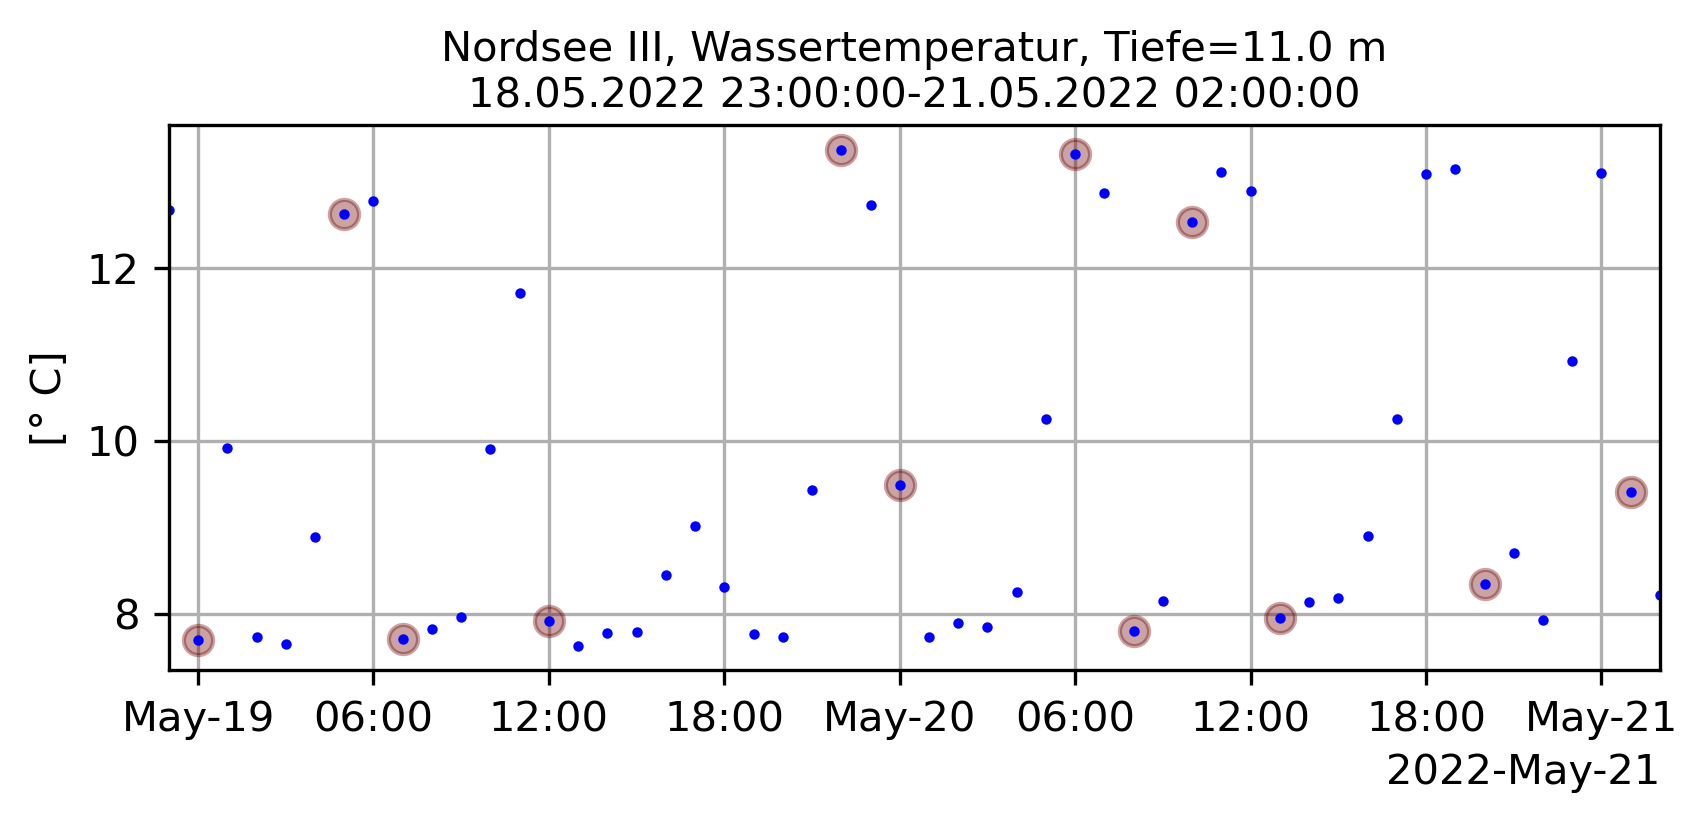 Nordsee III, Wassertemperatur, Tiefe=11.0 m
18.05.2022 23:00:00-21.05.2022 02:00:00
12
10
8
[° C]
May-19 06:00 12:00 18:00 May-20 06:00 12:00 18:00 May-21
2022-May-21